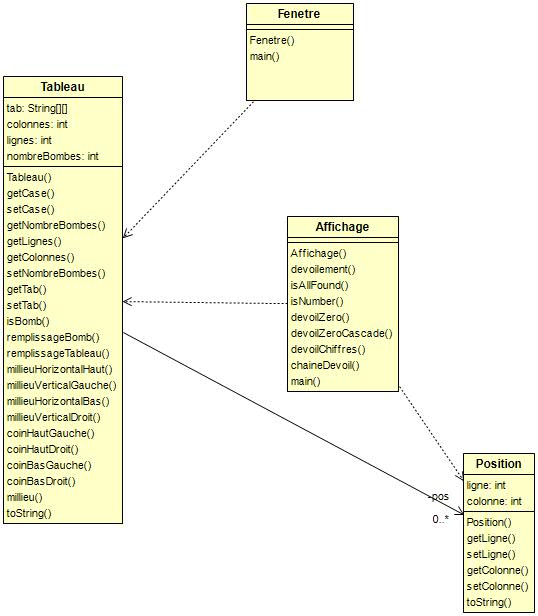 Fenetre
Fenetre()
main()
Tableau
tab: String[][]
colonnes: int
lignes: int
nombreBombes: int
Tableau()
getCase()
setCase()
getNombreBombes()
getLignes()
getColonnes()
setNombreBombes()
getTab()
setTab()
isBomb()
remplissageBomb()
remplissageTableau()
millieuHorizontalHaut()
millieuVerticalGauche()
millieuHorizontalBas()
millieuVerticalDroit()
coinHautGauche()
coinHautDroit()
coinBasGauche()
coinBasDroit()
millieu()
toString()
Affichage
Affichage()
devoilement()
isAllFound()
isNumber()
devoilZero()
devoilZeroCascade()
devoilChiffres()
chaineDevoil()
main()
-pos
0..*
Position
ligne: int
colonne: int
Position()
getLigne()
setLigne()
getColonne()
setColonne()
toString()